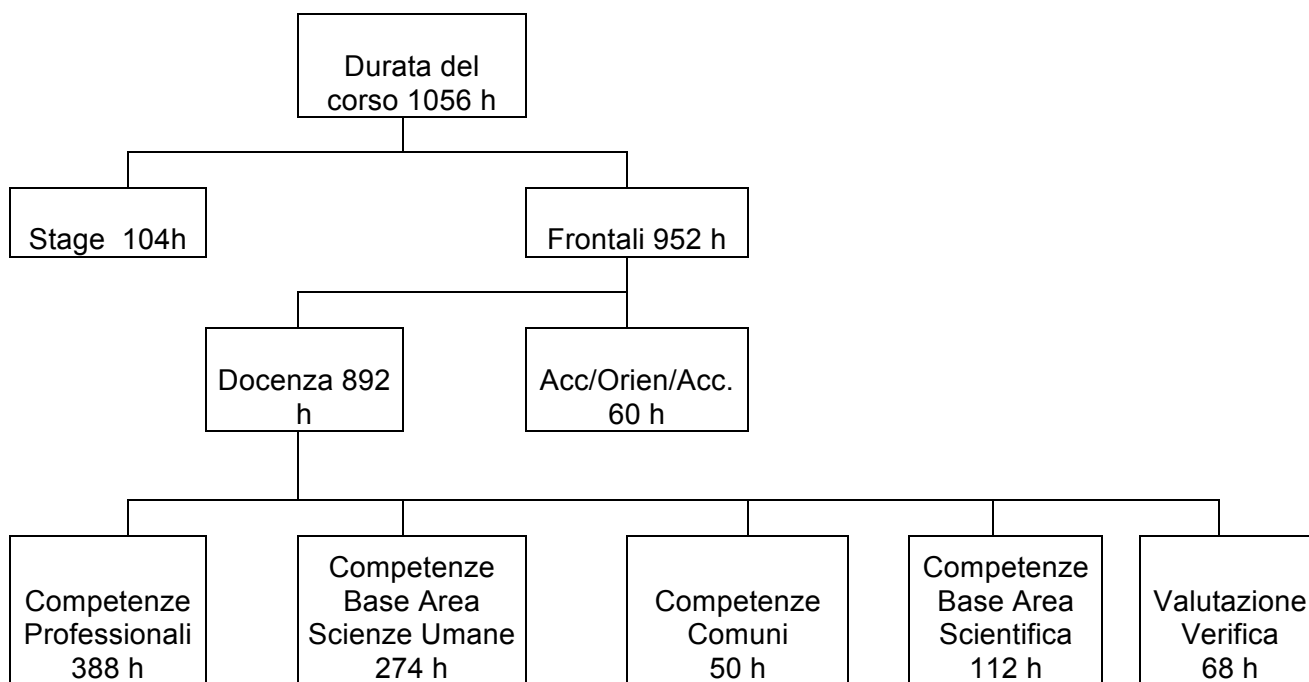 Durata del
corso 1056 h
Stage 104h
Frontali 952 h
Docenza 892
h
Acc/Orien/Acc.
60 h
Competenze
Professionali
388 h
Competenze
Base Area
Scienze Umane
274 h
Competenze
Comuni
50 h
Competenze
Base Area
Scientifica
112 h
Valutazione
Verifica
68 h